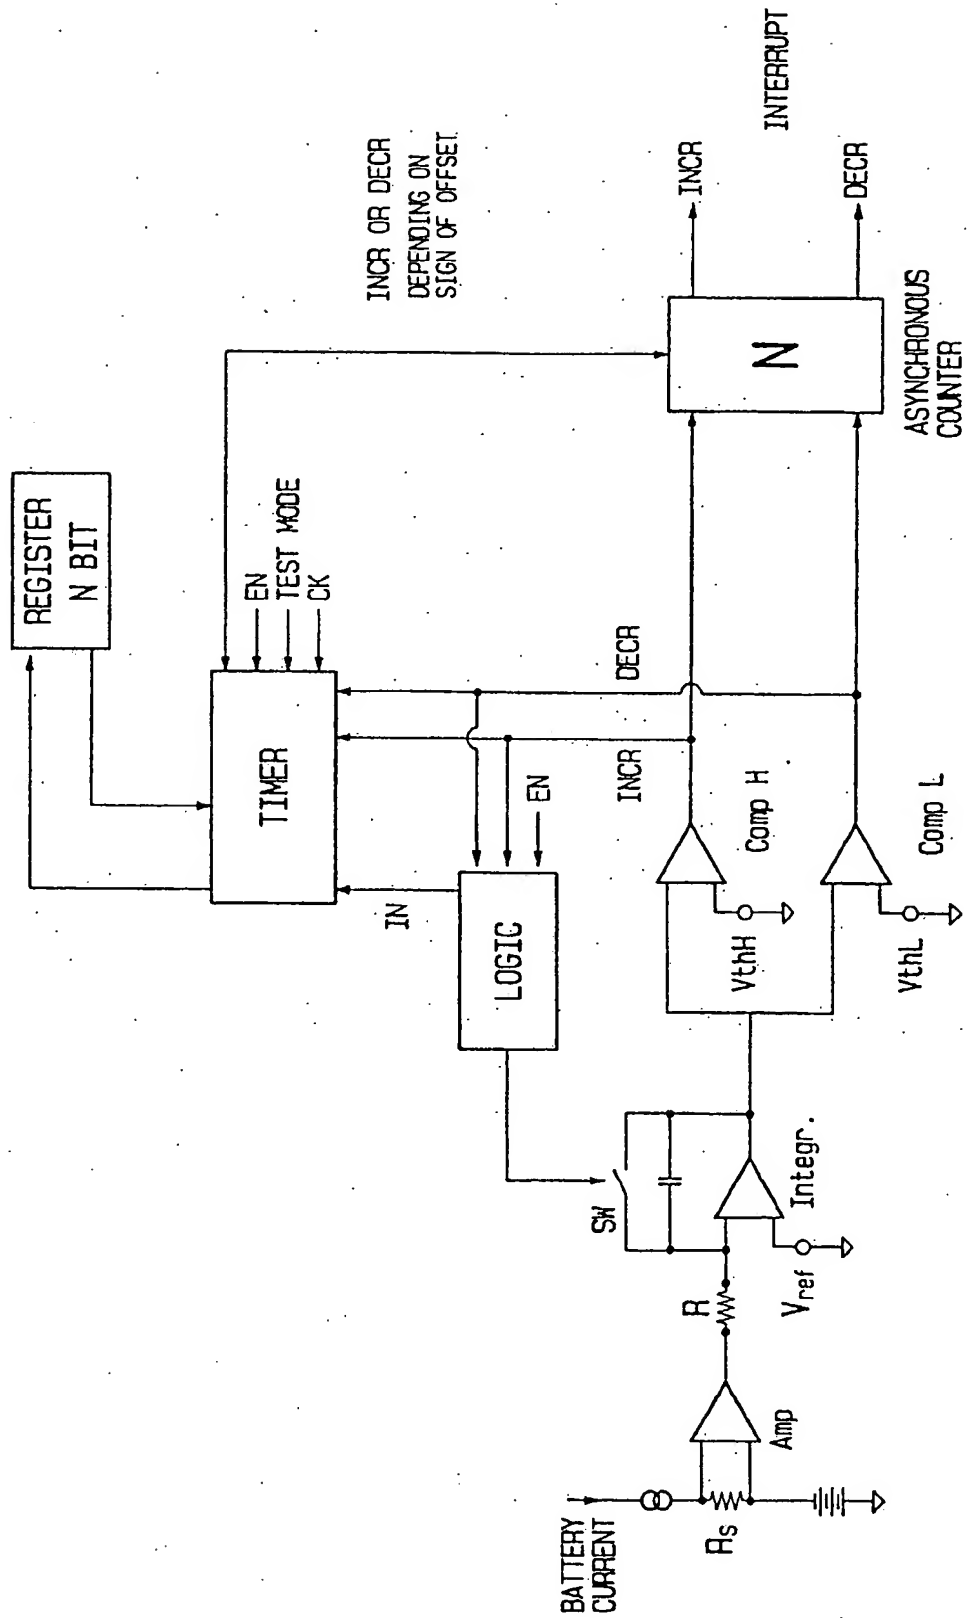 REGISTER
N BIT
INCR OR DECR
DEPENDING ON
SIGN OF OFFSET
TIMER
EN
TEST MODE
CK
IN
LOGIC
EN
INCR
DECR
SW
BATTERY
CURRENT
Rs
Amp
R
Vref
Integr.
VthH
Comp H
VthL
Comp L
N
ASYNCHRONOUS
COUNTER
INCR
DECR
INTERRUPT